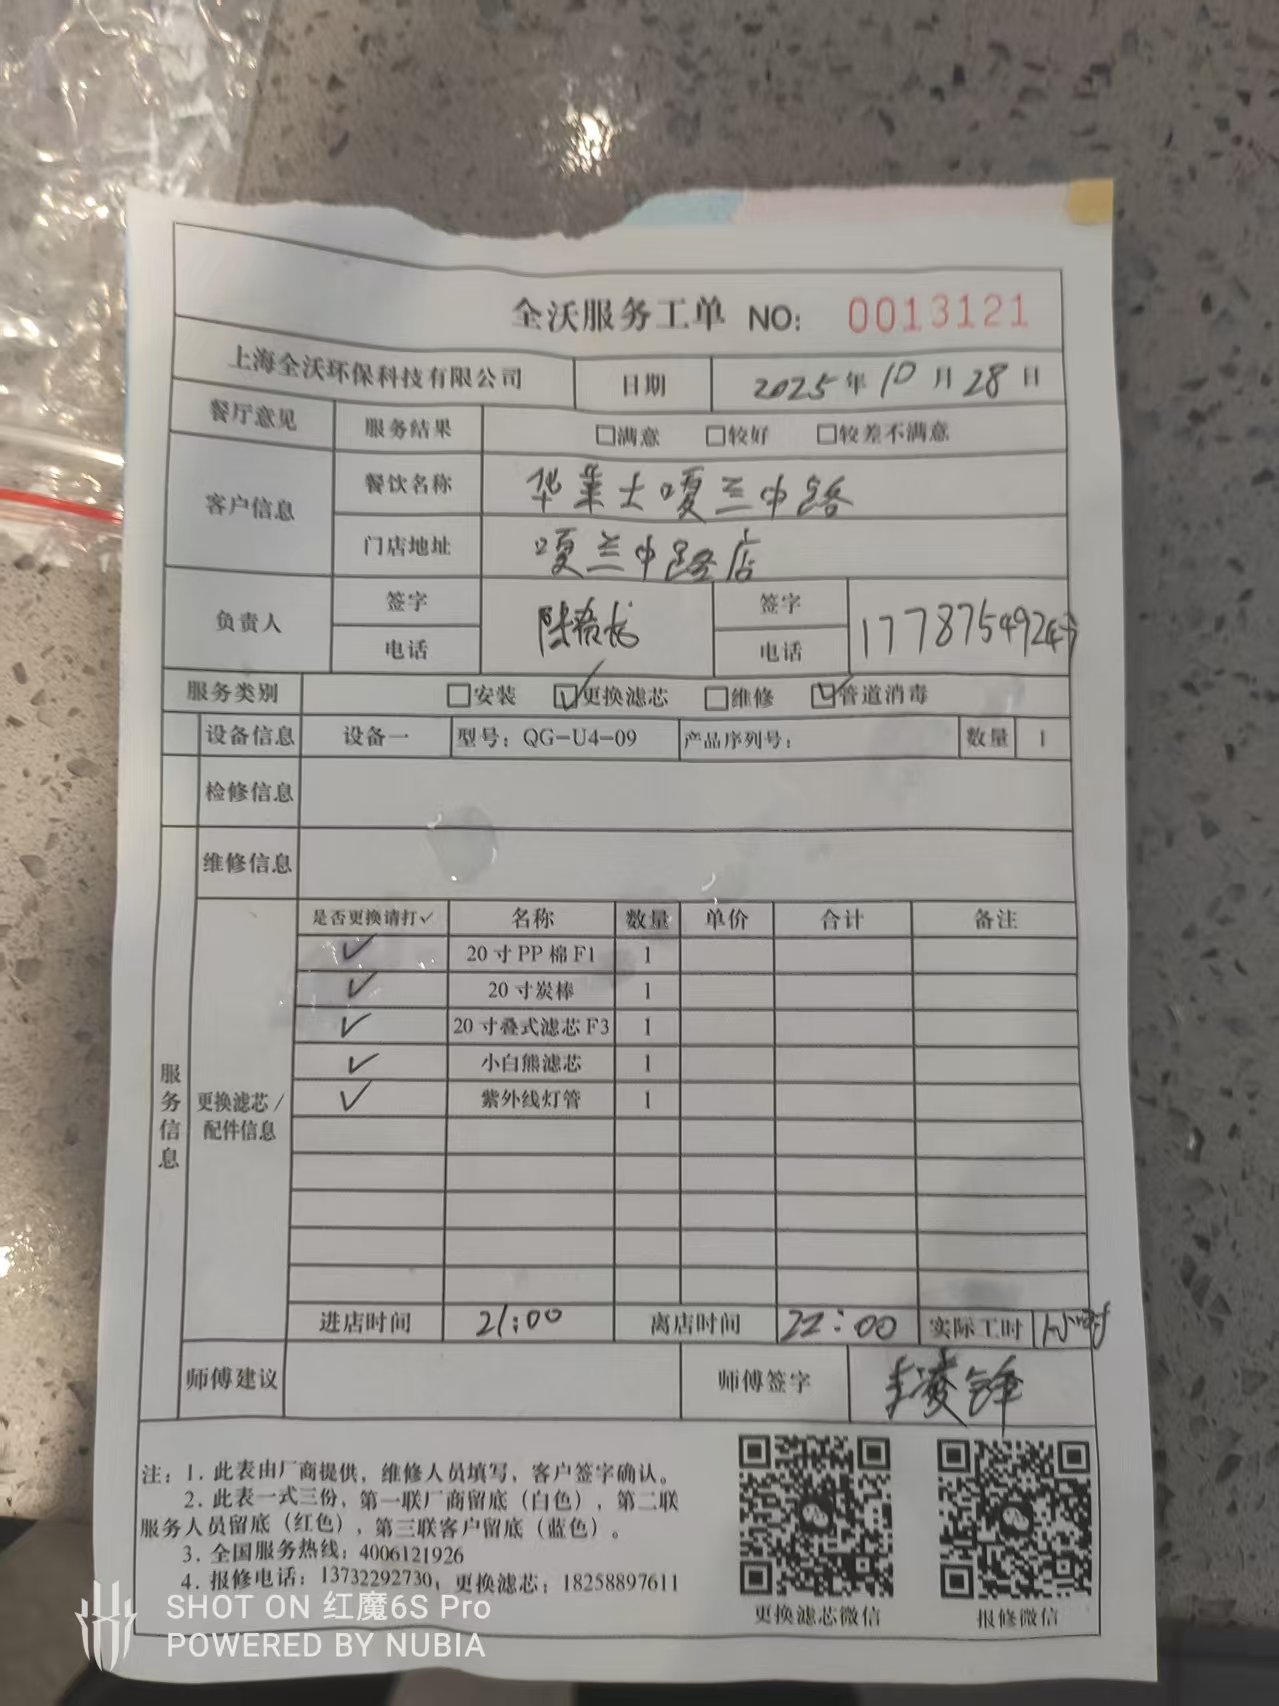 全沃服务工单 NO: 0013121
上海全沃环保科技有限公司 日期 2025年10月28日
餐厅意见 服务结果 □满意 □较好 □较差不满意
客户信息 餐饮名称 华莱士嘎兰中路
门店地址 嘎兰中路店
负责人 签字 签字
电话 电话 1778754924
服务类别 □安装 ☑更换滤芯 □维修 ☑管道消毒
设备信息 设备一 型号：QG-U4-09 产品序列号： 数量 1
检修信息
维修信息
服务信息
更换滤芯/配件信息
是否更换请打✓ 名称 数量 单价 合计 备注
✓ 20寸PP棉F1 1
✓ 20寸炭棒 1
✓ 20寸叠式滤芯F3 1
✓ 小白熊滤芯 1
✓ 紫外线灯管 1
进店时间 21:00 离店时间 22:00 实际工时 1小时
师傅建议 师傅签字 凌锋
注：1. 此表由厂商提供，维修人员填写，客户签字确认。
2. 此表一式三份，第一联厂商留底（白色），第二联
服务人员留底（红色），第三联客户留底（蓝色）。
3. 全国服务热线：4006121926
4. 报修电话：13732292730，更换滤芯：18258897611
更换滤芯微信 报修微信
SHOT ON 红魔6S Pro
POWERED BY NUBIA